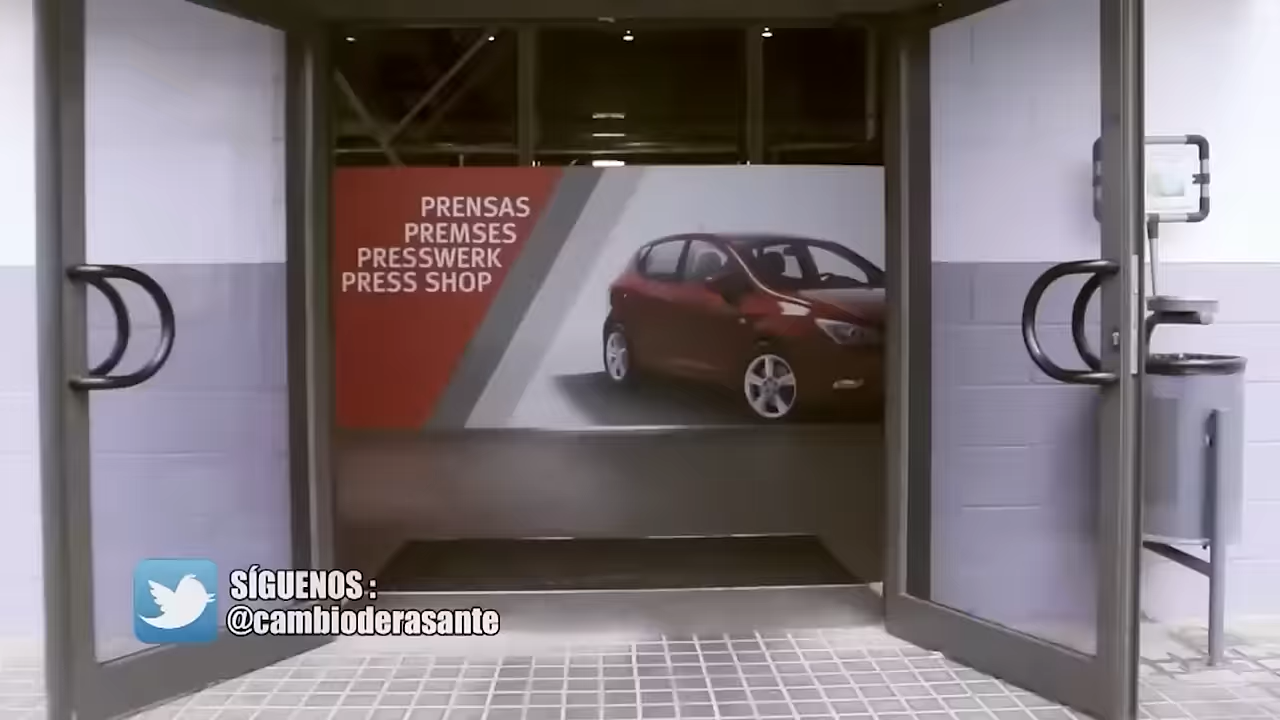 PRENSAS
PREMSES
PRESSWERK
PRESS SHOP
SÍGUENOS :
@cambioderasante